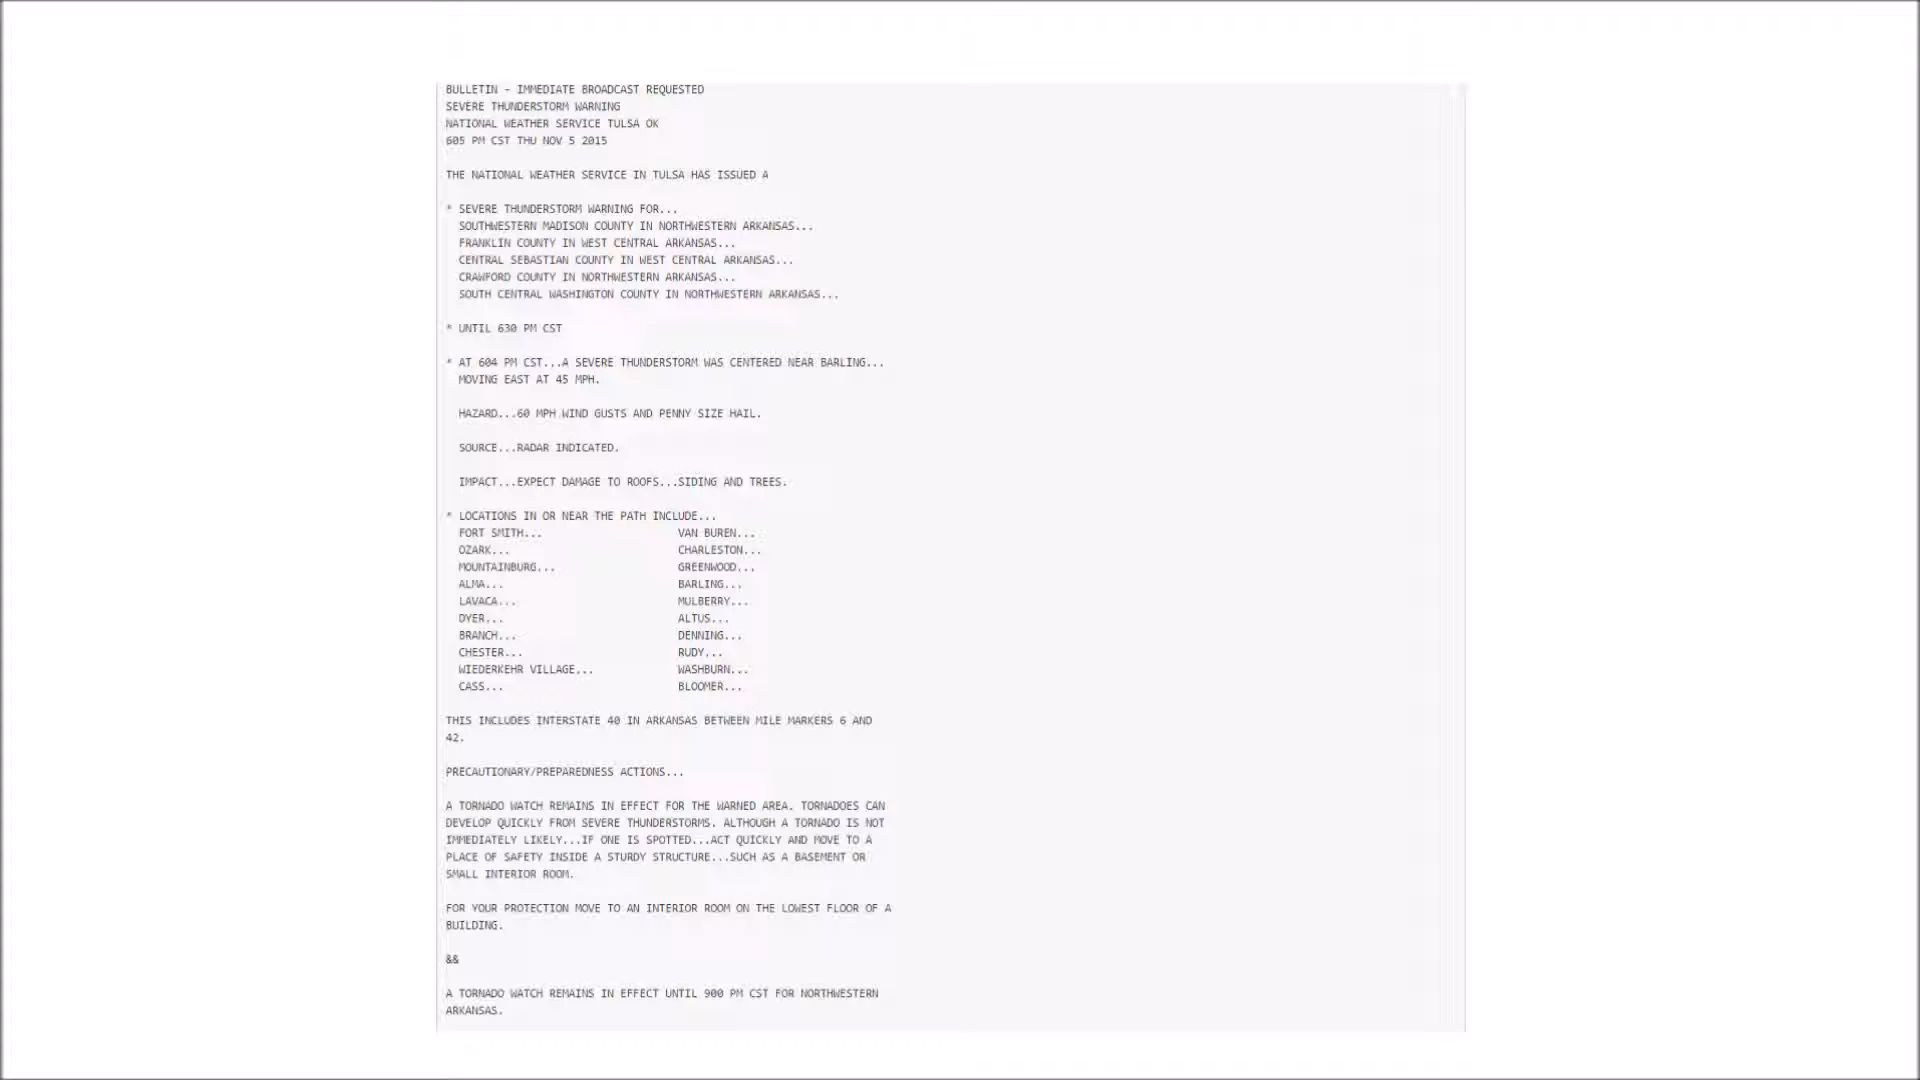 BULLETIN - IMMEDIATE BROADCAST REQUESTED
SEVERE THUNDERSTORM WARNING
NATIONAL WEATHER SERVICE TULSA OK
605 PM CST THU NOV 5 2015
THE NATIONAL WEATHER SERVICE IN TULSA HAS ISSUED A
* SEVERE THUNDERSTORM WARNING FOR...
SOUTHWESTERN MADISON COUNTY IN NORTHWESTERN ARKANSAS...
FRANKLIN COUNTY IN WEST CENTRAL ARKANSAS...
CENTRAL SEBASTIAN COUNTY IN WEST CENTRAL ARKANSAS...
CRAWFORD COUNTY IN NORTHWESTERN ARKANSAS...
SOUTH CENTRAL WASHINGTON COUNTY IN NORTHWESTERN ARKANSAS...
* UNTIL 630 PM CST
* AT 604 PM CST...A SEVERE THUNDERSTORM WAS CENTERED NEAR BARLING...
MOVING EAST AT 45 MPH.
HAZARD...60 MPH WIND GUSTS AND PENNY SIZE HAIL.
SOURCE...RADAR INDICATED.
IMPACT...EXPECT DAMAGE TO ROOFS...SIDING AND TREES.
* LOCATIONS IN OR NEAR THE PATH INCLUDE...
FORT SMITH... VAN BUREN...
OZARK... CHARLESTON...
MOUNTAINBURG... GREENWOOD...
ALMA... BARLING...
LAVACA... MULBERRY...
DYER... ALTUS...
BRANCH... DENNING...
CHESTER... RUDY...
WIEDERKEHR VILLAGE... WASHBURN...
CASS... BLOOMER...
THIS INCLUDES INTERSTATE 40 IN ARKANSAS BETWEEN MILE MARKERS 6 AND
42.
PRECAUTIONARY/PREPAREDNESS ACTIONS...
A TORNADO WATCH REMAINS IN EFFECT FOR THE WARNED AREA. TORNADOES CAN
DEVELOP QUICKLY FROM SEVERE THUNDERSTORMS. ALTHOUGH A TORNADO IS NOT
IMMEDIATELY LIKELY...IF ONE IS SPOTTED...ACT QUICKLY AND MOVE TO A
PLACE OF SAFETY INSIDE A STURDY STRUCTURE...SUCH AS A BASEMENT OR
SMALL INTERIOR ROOM.
FOR YOUR PROTECTION MOVE TO AN INTERIOR ROOM ON THE LOWEST FLOOR OF A
BUILDING.
&&
A TORNADO WATCH REMAINS IN EFFECT UNTIL 900 PM CST FOR NORTHWESTERN
ARKANSAS.